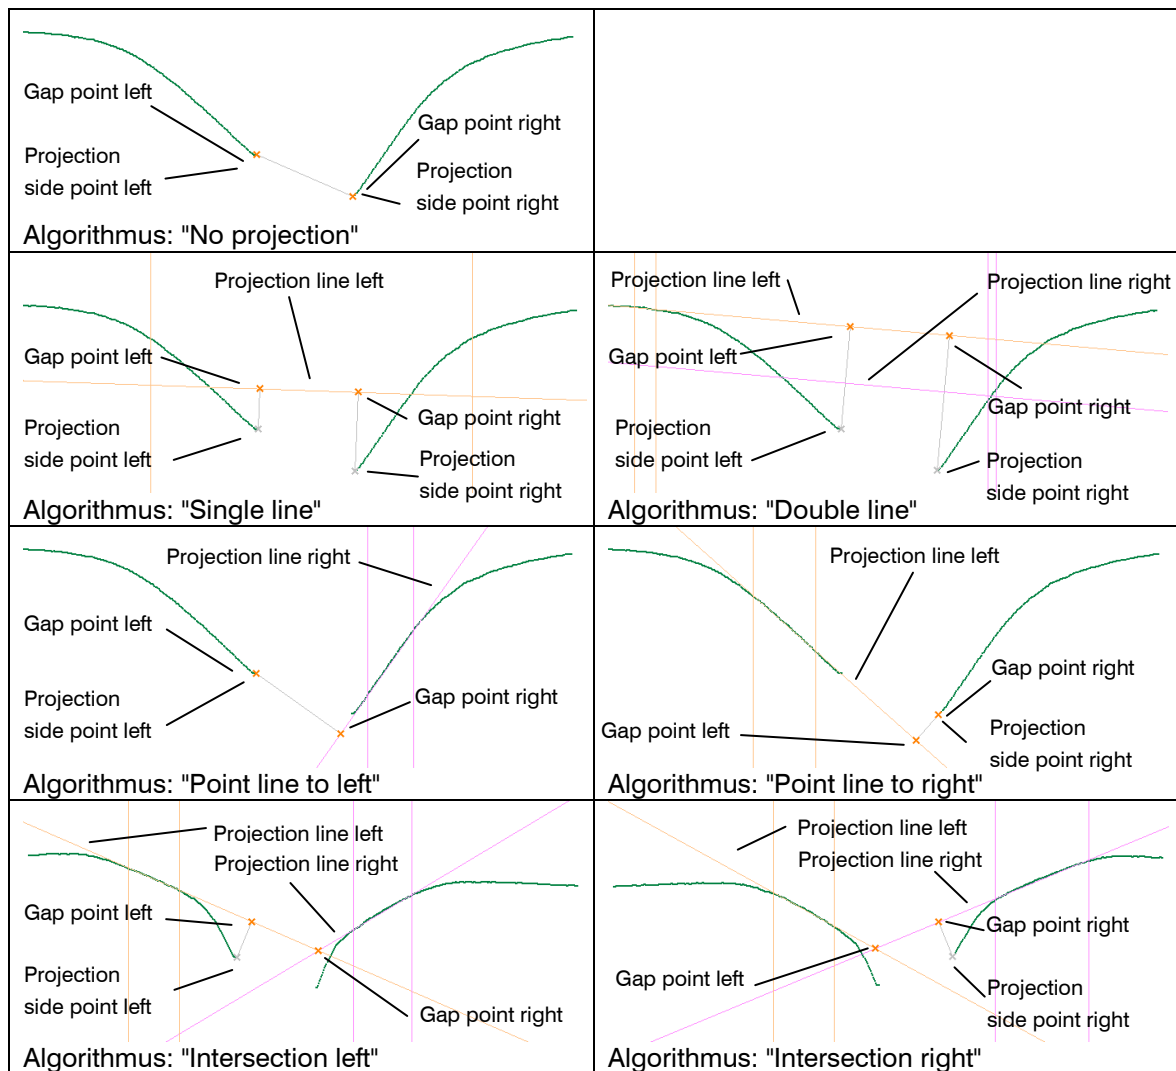 Gap point left
Gap point right
Projection
side point left
Projection
side point right
Algorithmus: "No projection"
Projection line left
Gap point left
Gap point right
Projection
side point left
Projection
side point right
Algorithmus: "Single line"
Projection line left
Projection line right
Gap point left
Gap point right
Projection
side point left
Projection
side point right
Algorithmus: "Double line"
Projection line right
Gap point left
Projection
side point left
Gap point right
Algorithmus: "Point line to left"
Projection line left
Gap point right
Gap point left
Projection
side point right
Algorithmus: "Point line to right"
Projection line left
Projection line right
Gap point left
Projection
side point left
Gap point right
Algorithmus: "Intersection left"
Projection line left
Projection line right
Gap point right
Gap point left
Projection
side point right
Algorithmus: "Intersection right"